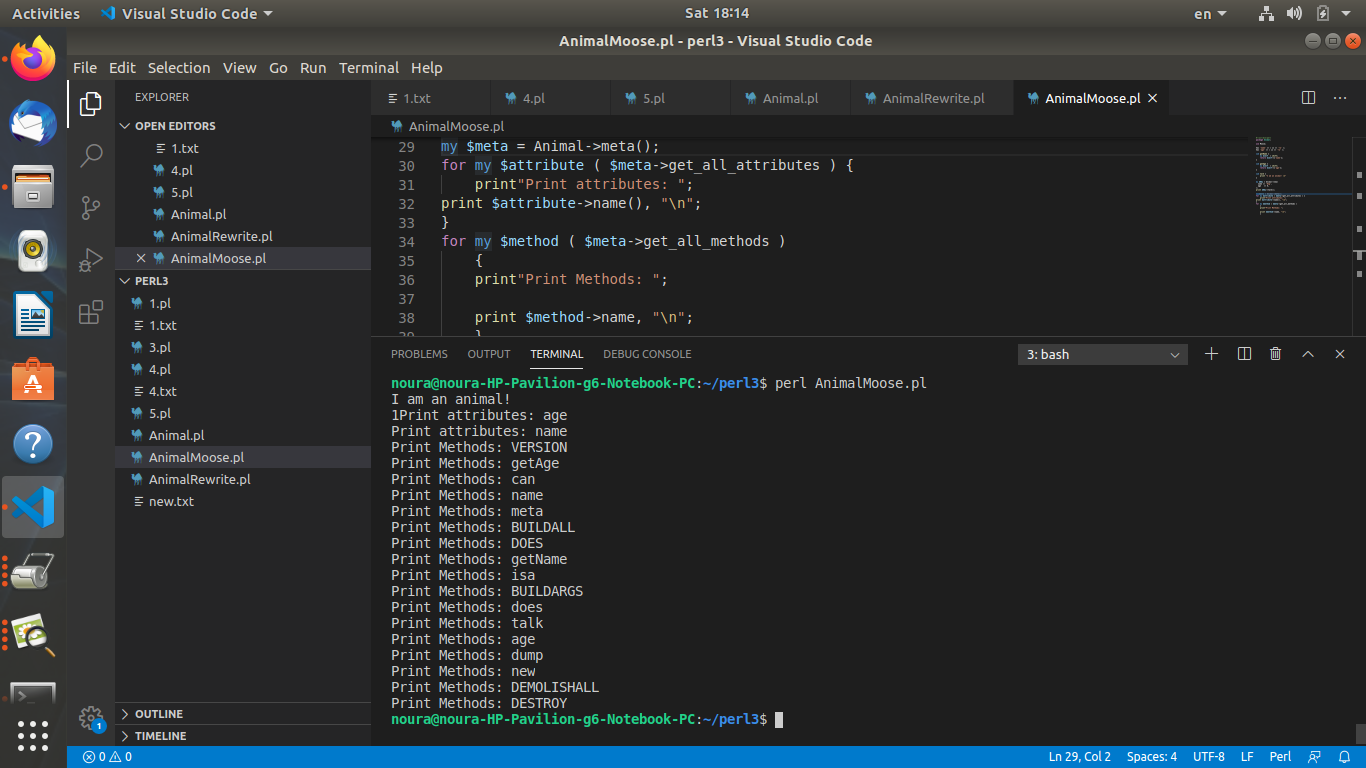 Activities Visual Studio Code Sat 18:14 en
AnimalMoose.pl - perl3 - Visual Studio Code
File Edit Selection View Go Run Terminal Help
EXPLORER
OPEN EDITORS
1.txt
4.pl
5.pl
Animal.pl
AnimalRewrite.pl
AnimalMoose.pl
PERL3
1.pl
1.txt
3.pl
4.pl
4.txt
5.pl
Animal.pl
AnimalMoose.pl
AnimalRewrite.pl
new.txt
OUTLINE
TIMELINE
1
1.txt 4.pl 5.pl Animal.pl AnimalRewrite.pl AnimalMoose.pl
AnimalMoose.pl
29 my $meta = Animal->meta();
30 for my $attribute ( $meta->get_all_attributes ) {
31 print"Print attributes: ";
32 print $attribute->name(), "\n";
33 }
34 for my $method ( $meta->get_all_methods )
35 {
36 print"Print Methods: ";
37
38 print $method->name, "\n";
PROBLEMS OUTPUT TERMINAL DEBUG CONSOLE 3: bash
noura@noura-HP-Pavilion-g6-Notebook-PC:~/perl3$ perl AnimalMoose.pl
I am an animal!
1Print attributes: age
Print attributes: name
Print Methods: VERSION
Print Methods: getAge
Print Methods: can
Print Methods: name
Print Methods: meta
Print Methods: BUILDALL
Print Methods: DOES
Print Methods: getName
Print Methods: isa
Print Methods: BUILDARGS
Print Methods: does
Print Methods: talk
Print Methods: age
Print Methods: dump
Print Methods: new
Print Methods: DEMOLISHALL
Print Methods: DESTROY
noura@noura-HP-Pavilion-g6-Notebook-PC:~/perl3$
0 0 Ln 29, Col 2 Spaces: 4 UTF-8 LF Perl